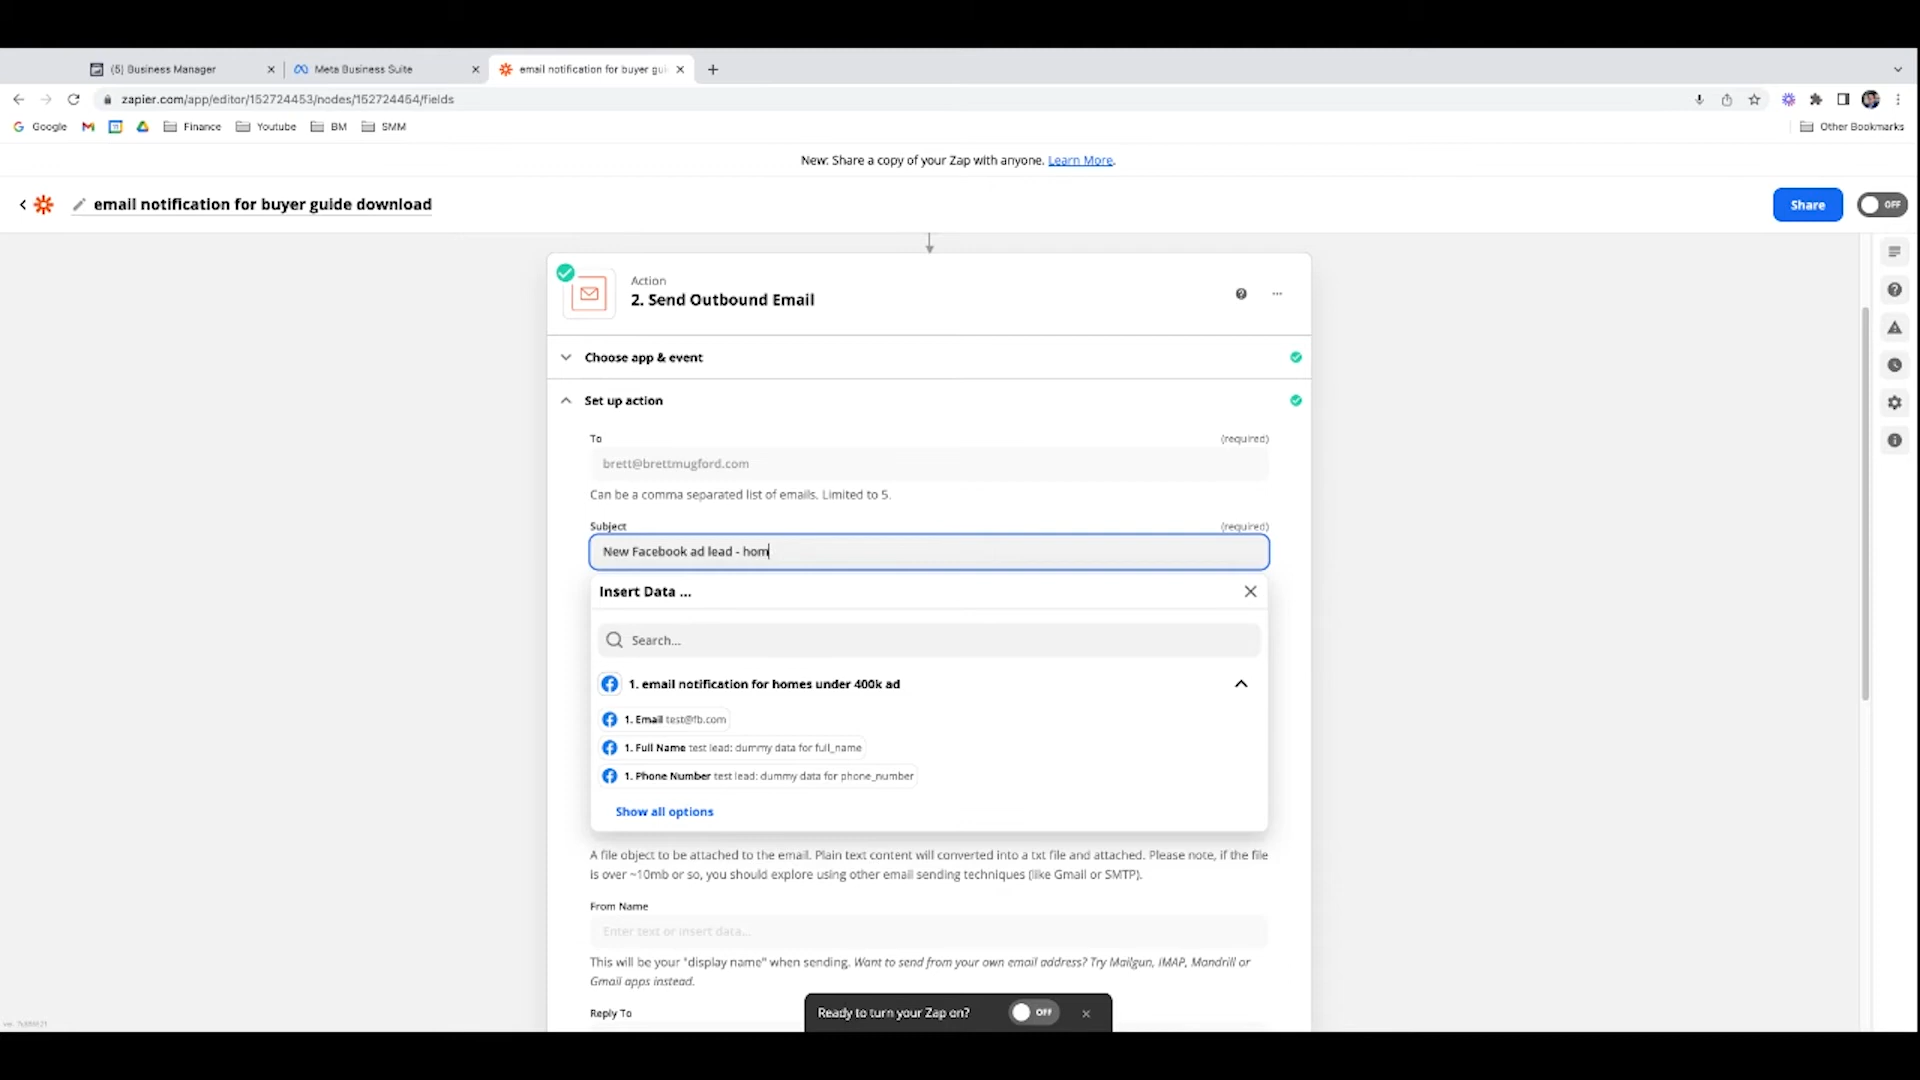 (5) Business Manager
Meta Business Suite
email notification for buyer gui
zapier.com/app/editor/152724453/nodes/152724454/fields
Google
Finance
Youtube
BM
SMM
Other Bookmarks
New: Share a copy of your Zap with anyone. Learn More.
email notification for buyer guide download
Share
OFF
Action
2. Send Outbound Email
Choose app & event
Set up action
To
(required)
brett@brettmugford.com
Can be a comma separated list of emails. Limited to 5.
Subject
(required)
New Facebook ad lead - hom
Insert Data ...
Search...
1. email notification for homes under 400k ad
1. Email test@fb.com
1. Full Name test lead: dummy data for full_name
1. Phone Number test lead: dummy data for phone_number
Show all options
A file object to be attached to the email. Plain text content will converted into a txt file and attached. Please note, if the file
is over ~10mb or so, you should explore using other email sending techniques (like Gmail or SMTP).
From Name
Enter text or insert data...
This will be your "display name" when sending. Want to send from your own email address? Try Mailgun, IMAP, Mandrill or
Gmail apps instead.
Reply To
Ready to turn your Zap on?
OFF